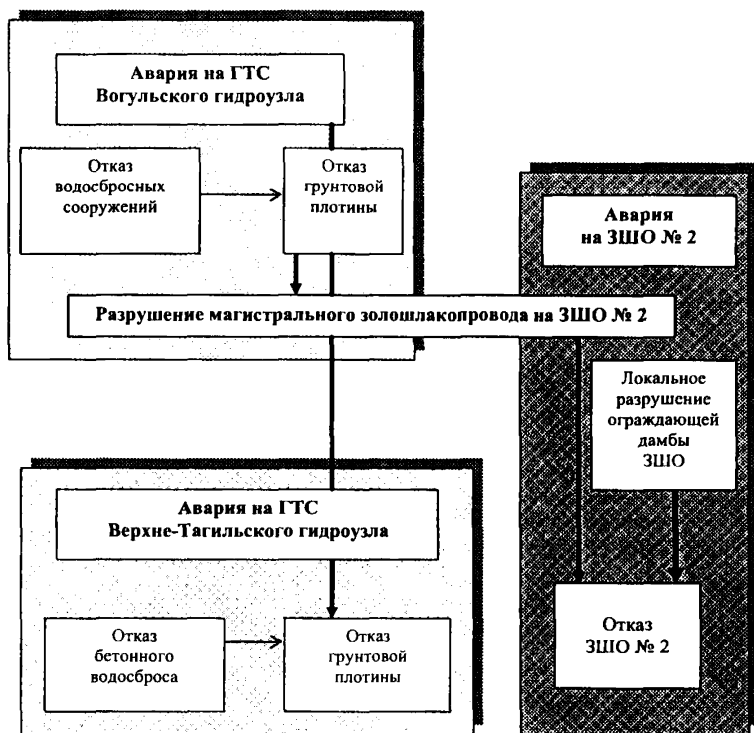 Авария на ГТС
Вогульского гидроузла
Отказ
водосбросных
сооружений
Отказ
грунтовой
плотины
Авария
на ЗШО № 2
Разрушение магистрального золошлакопровода на ЗШО № 2
Локальное
разрушение
ограждающей
дамбы
ЗШО
Авария на ГТС
Верхне-Тагильского гидроузла
Отказ
бетонного
водосброса
Отказ
грунтовой
плотины
Отказ
ЗШО № 2